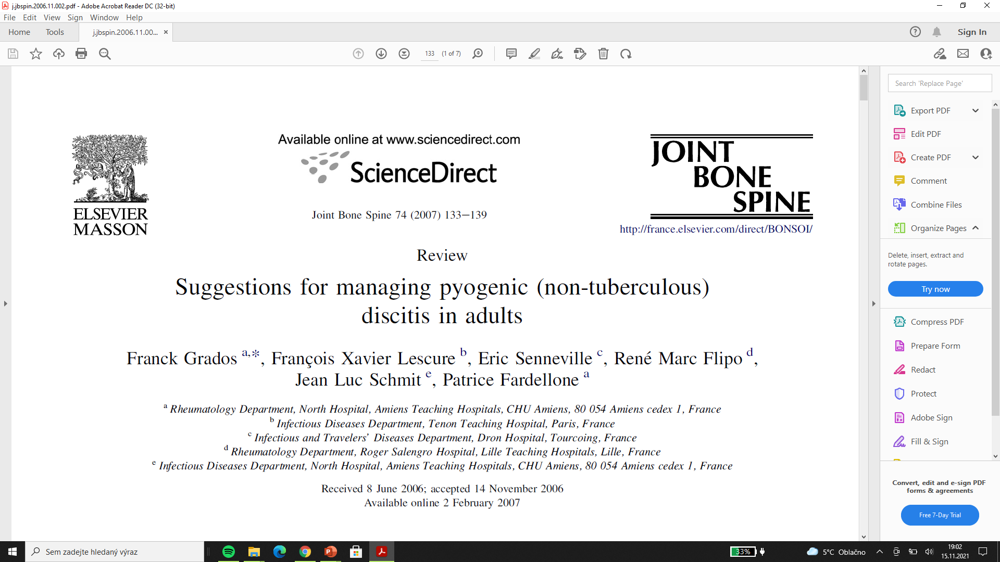 j.jbspin.2006.11.002.pdf - Adobe Acrobat Reader DC (32-bit)
File Edit View Sign Window Help
Home Tools j.jbspin.2006.11.00... × Sign In
133 (1 of 7)
Search 'Replace Page'
Export PDF
Edit PDF
Create PDF
Comment
Combine Files
Organize Pages
Delete, insert, extract and
rotate pages.
Try now
Compress PDF
Prepare Form
Redact
Protect
Adobe Sign
Fill & Sign
Convert, edit and e-sign PDF
forms & agreements
Free 7-Day Trial
NON SOLUS
ELSEVIER
MASSON
Available online at www.sciencedirect.com
ScienceDirect
Joint Bone Spine 74 (2007) 133–139
JOINT
BONE
SPINE
http://france.elsevier.com/direct/BONSOI/
Review
Suggestions for managing pyogenic (non-tuberculous)
discitis in adults
Franck Grados a,*, François Xavier Lescure b, Eric Senneville c, René Marc Flipo d,
Jean Luc Schmit e, Patrice Fardellone a
a Rheumatology Department, North Hospital, Amiens Teaching Hospitals, CHU Amiens, 80 054 Amiens cedex 1, France
b Infectious Diseases Department, Tenon Teaching Hospital, Paris, France
c Infectious and Travelers' Diseases Department, Dron Hospital, Tourcoing, France
d Rheumatology Department, Roger Salengro Hospital, Lille Teaching Hospitals, Lille, France
e Infectious Diseases Department, North Hospital, Amiens Teaching Hospitals, CHU Amiens, 80 054 Amiens cedex 1, France
Received 8 June 2006; accepted 14 November 2006
Available online 2 February 2007
Sem zadejte hledaný výraz
33%
5°C Oblačno
19:02
15.11.2021